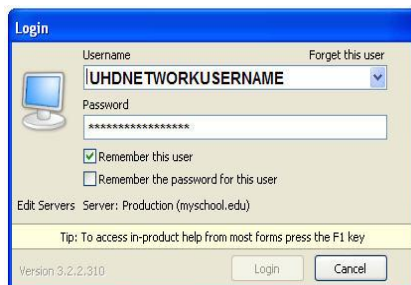 Login
Username Forget this user
UHDNETWORKUSERNAME
Password
*****************
Remember this user
Remember the password for this user
Edit Servers Server: Production (myschool.edu)
Tip: To access in-product help from most forms press the F1 key
Version 3.2.2.310 Login Cancel